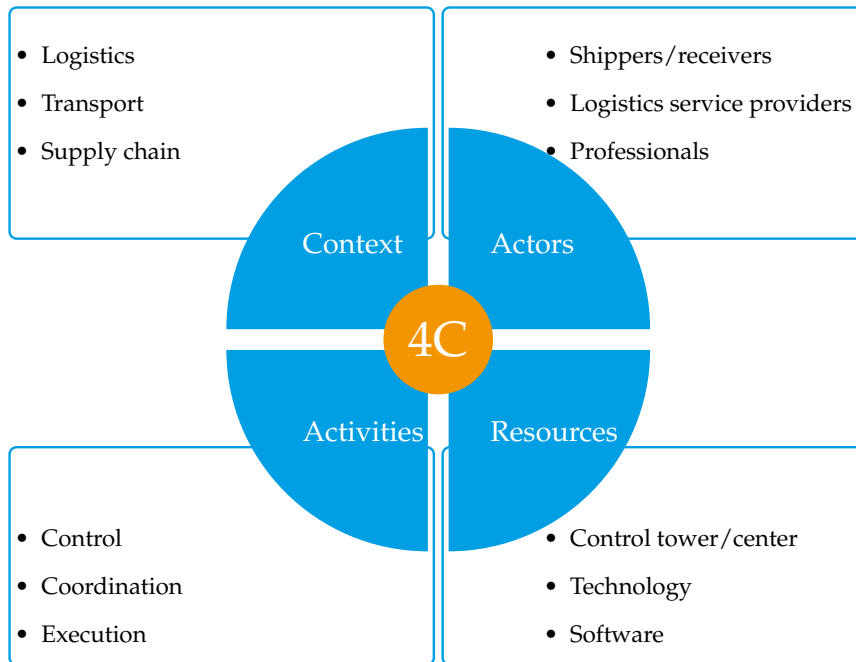 • Logistics
• Transport
• Supply chain
• Shippers/receivers
• Logistics service providers
• Professionals
Context
Actors
4C
Activities
Resources
• Control
• Coordination
• Execution
• Control tower/center
• Technology
• Software